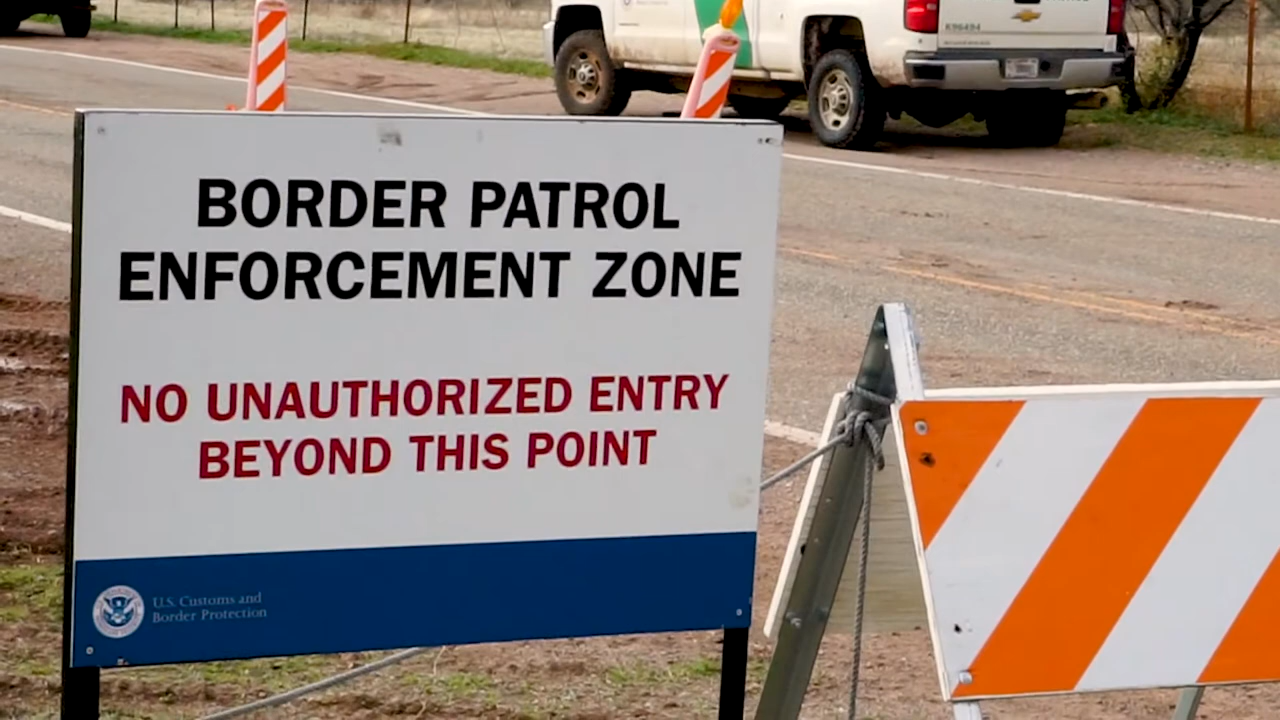 BORDER PATROL
ENFORCEMENT ZONE
NO UNAUTHORIZED ENTRY
BEYOND THIS POINT
U.S. Customs and
Border Protection